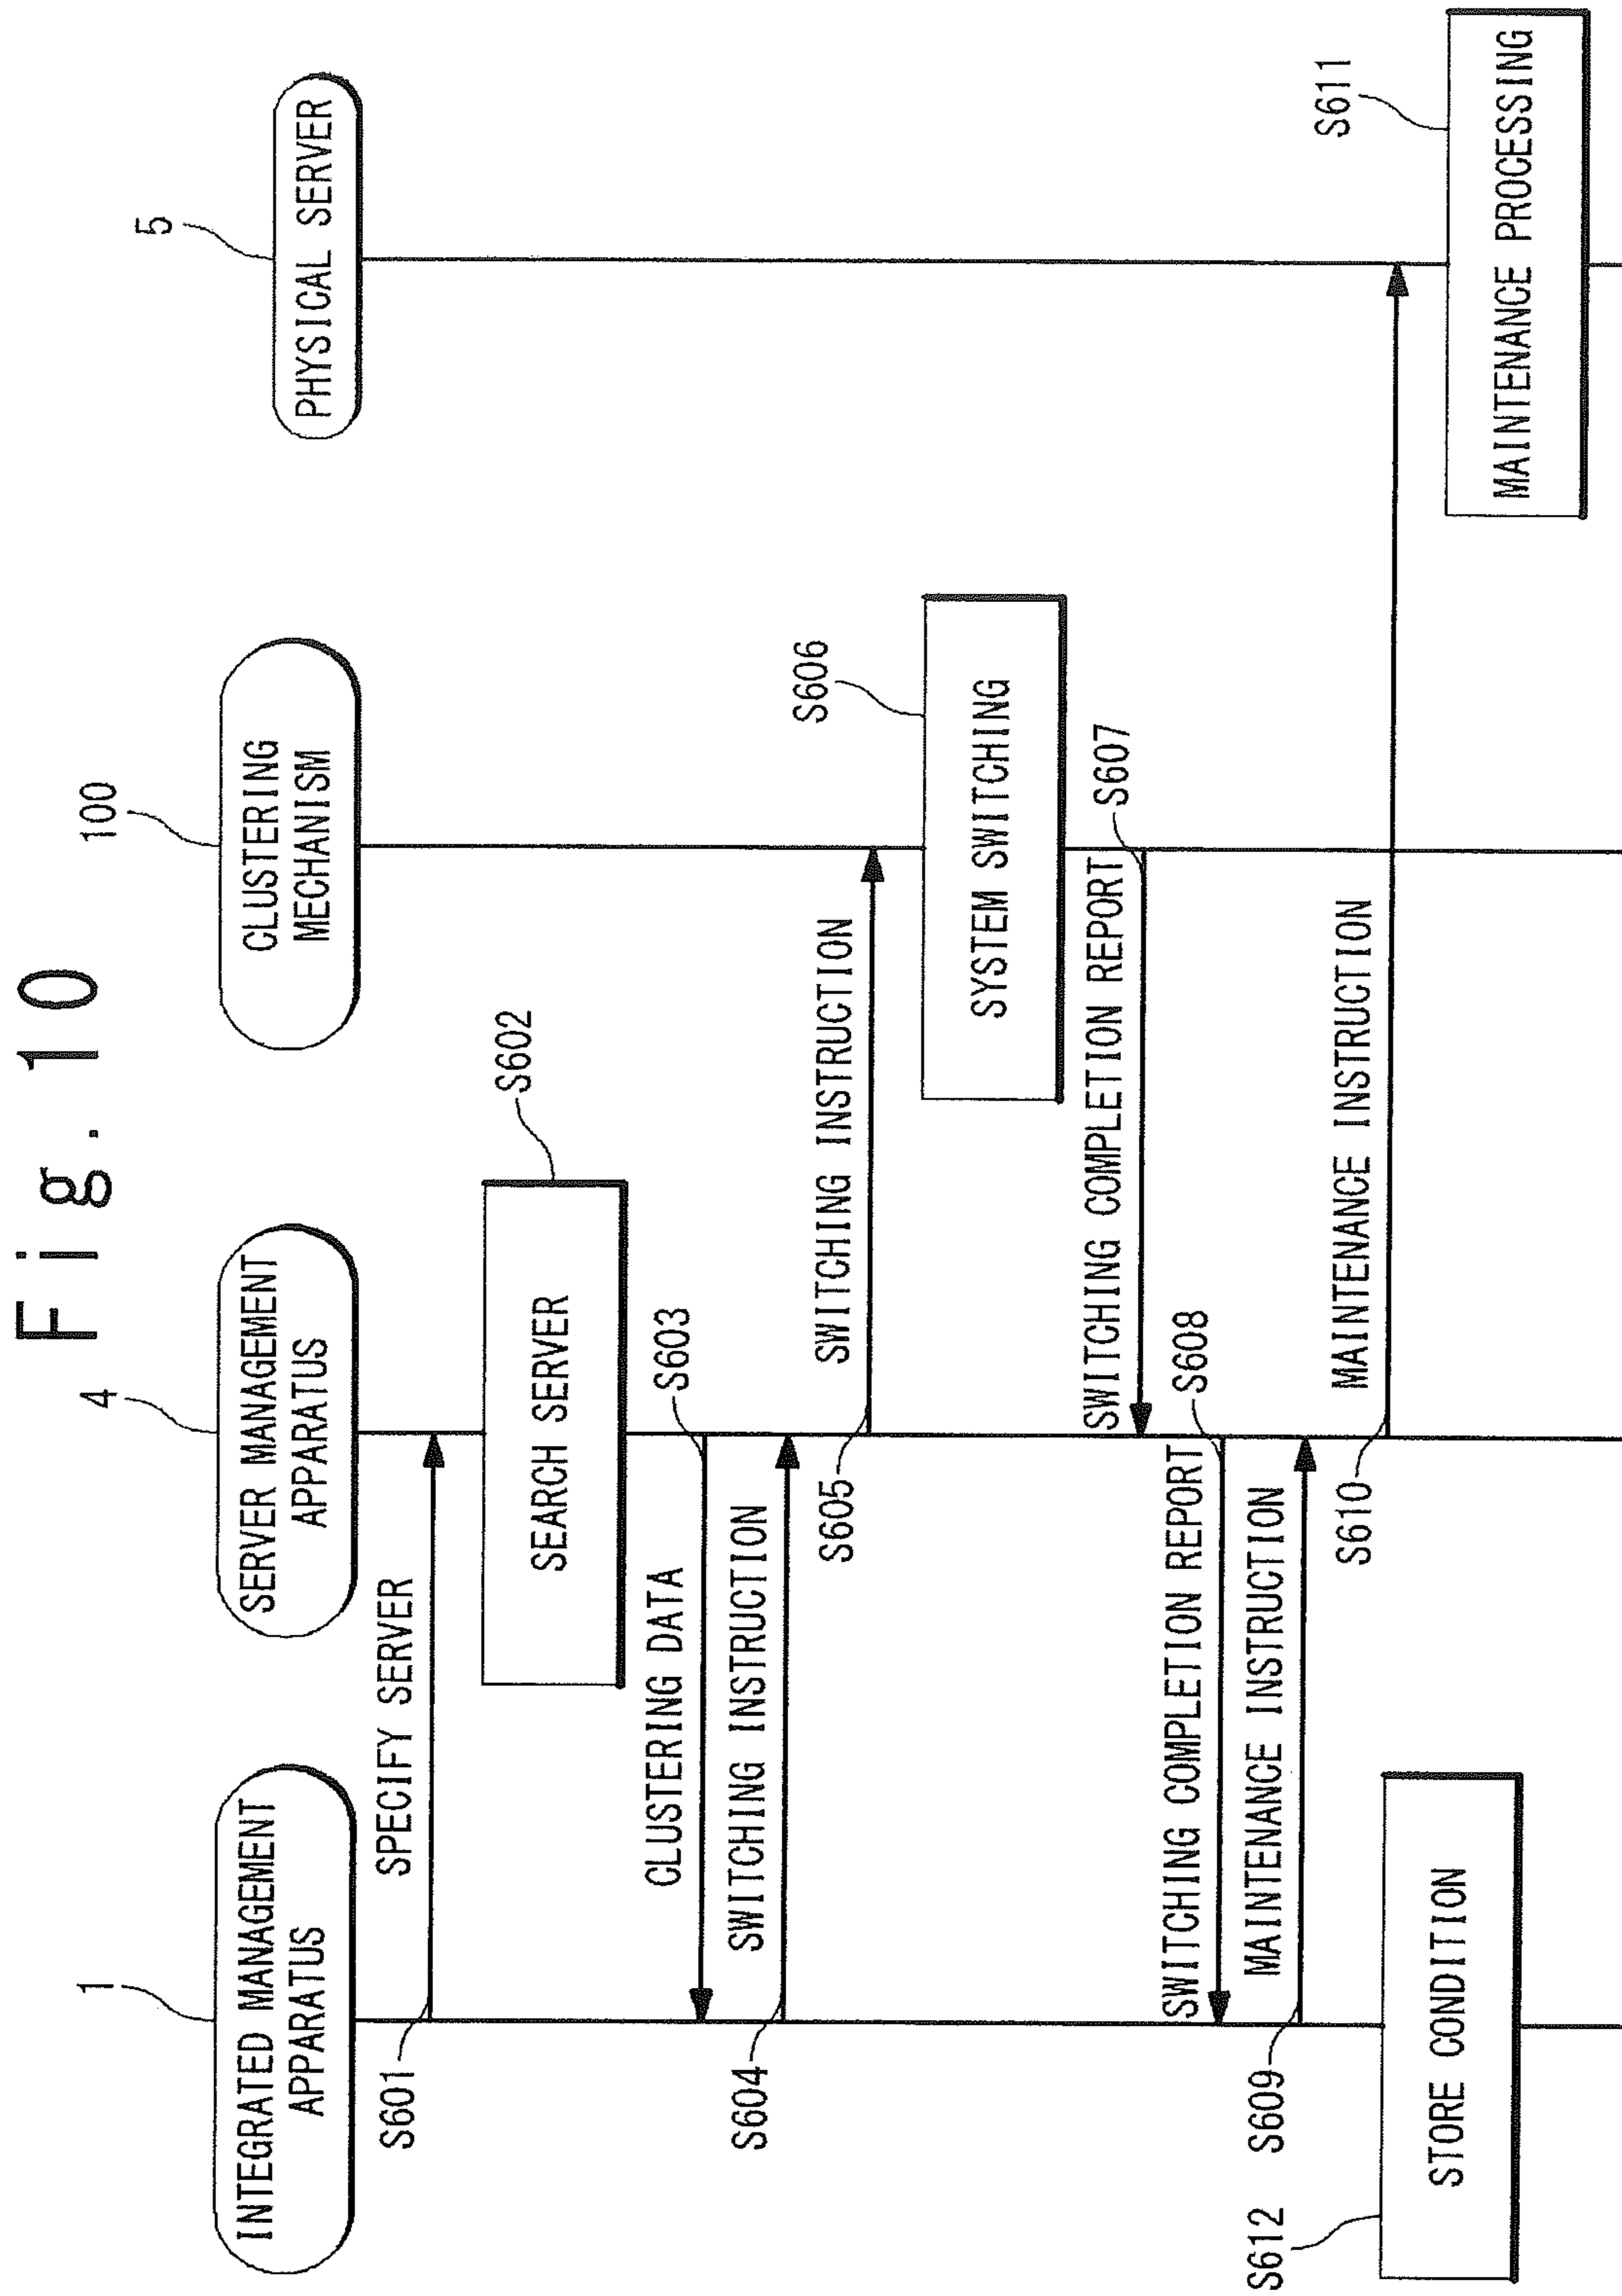 Fig. 10
1
INTEGRATED MANAGEMENT
APPARATUS
4
SERVER MANAGEMENT
APPARATUS
100
CLUSTERING
MECHANISM
5
PHYSICAL SERVER
S601
SPECIFY SERVER
S602
SEARCH SERVER
CLUSTERING DATA
S603
S604
SWITCHING INSTRUCTION
S605
SWITCHING INSTRUCTION
S606
SYSTEM SWITCHING
SWITCHING COMPLETION REPORT
S607
SWITCHING COMPLETION REPORT
S608
S609
MAINTENANCE INSTRUCTION
S610
MAINTENANCE INSTRUCTION
S611
MAINTENANCE PROCESSING
S612
STORE CONDITION